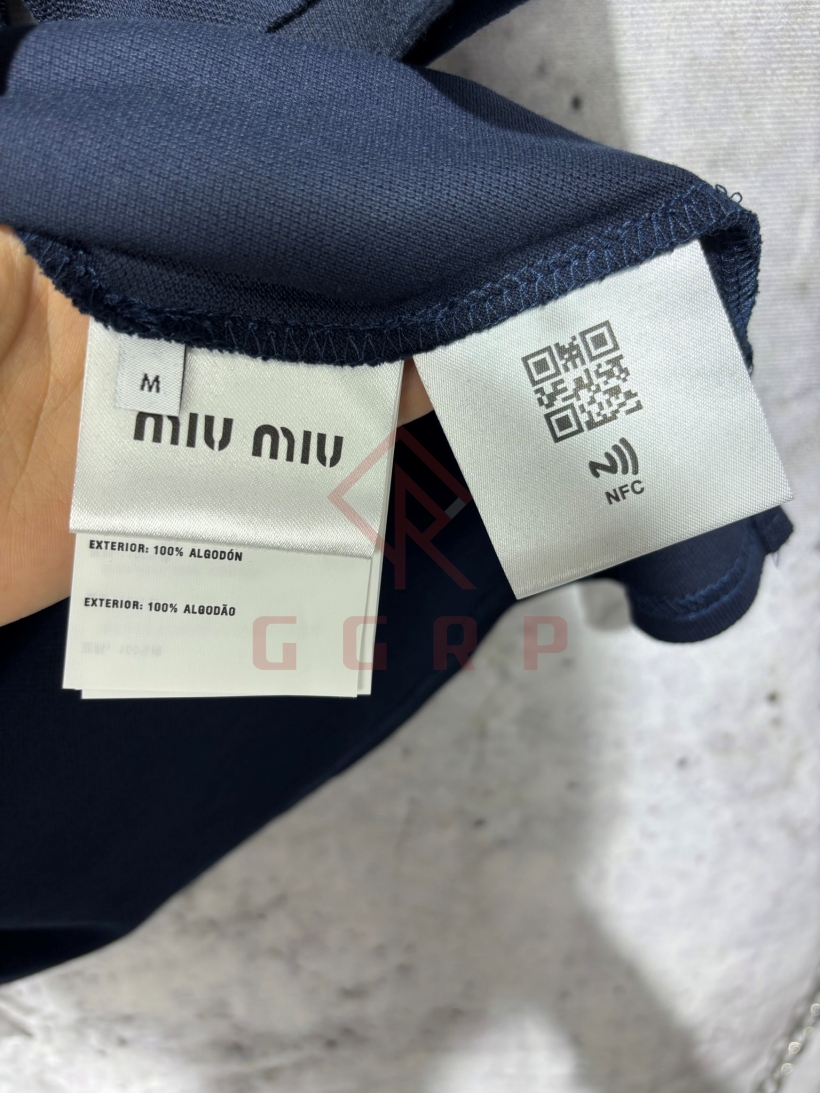 M
MIU MIU
EXTERIOR: 100% ALGODÓN
EXTERIOR: 100% ALGODÃO
NFC
GGRP